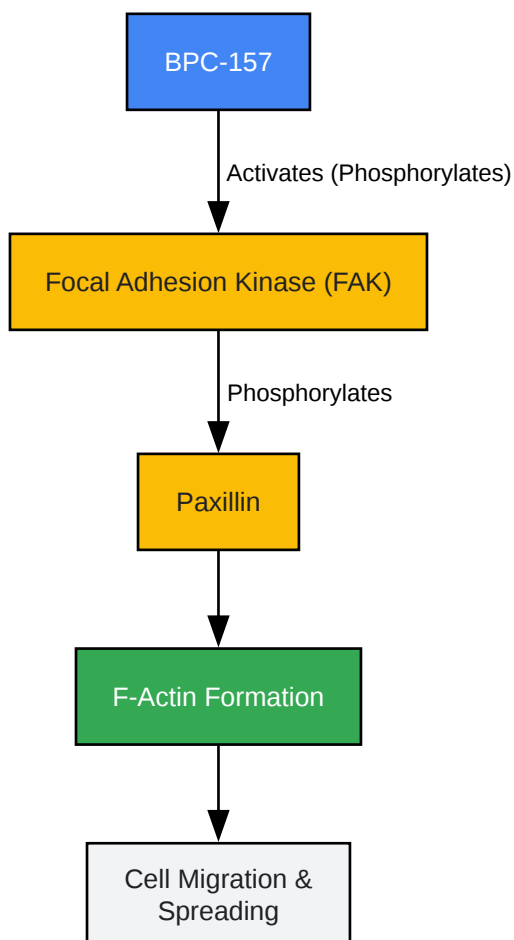 BPC-157
Activates (Phosphorylates)
Focal Adhesion Kinase (FAK)
Phosphorylates
Paxillin
F-Actin Formation
Cell Migration &
Spreading